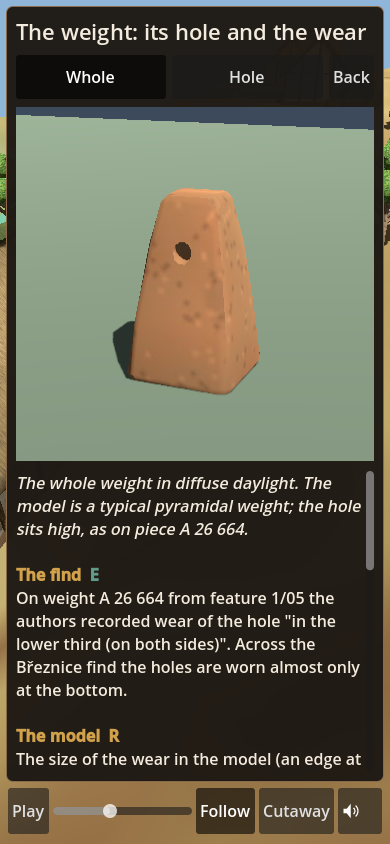 The weight: its hole and the wear
Whole
Hole
Back
The whole weight in diffuse daylight. The
model is a typical pyramidal weight; the hole
sits high, as on piece A 26 664.
The find E
On weight A 26 664 from feature 1/05 the
authors recorded wear of the hole "in the
lower third (on both sides)". Across the
Březnice find the holes are worn almost only
at the bottom.
The model R
The size of the wear in the model (an edge at
Play
Follow
Cutaway